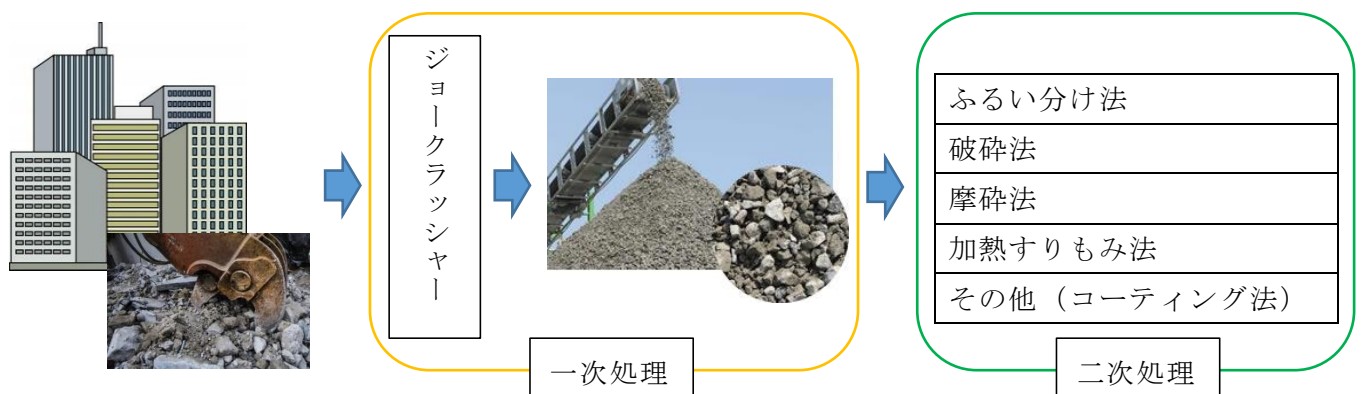 ジョークラッシャー
一次処理
ふるい分け法
破砕法
摩砕法
加熱すりもみ法
その他（コーティング法）
二次処理